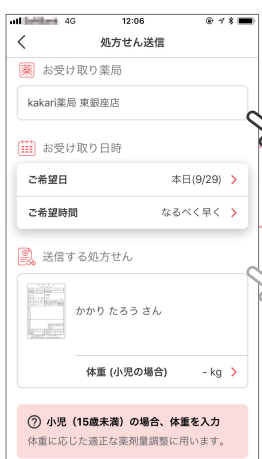 4G 12:06
処方せん送信
薬 お受け取り薬局
kakari薬局 東銀座店
お受け取り日時
ご希望日 本日(9/29)
ご希望時間 なるべく早く
送信する処方せん
かかり たろう さん
体重 (小児の場合) - kg
小児（15歳未満）の場合、体重を入力
体重に応じた適正な薬剤量調整に用います。